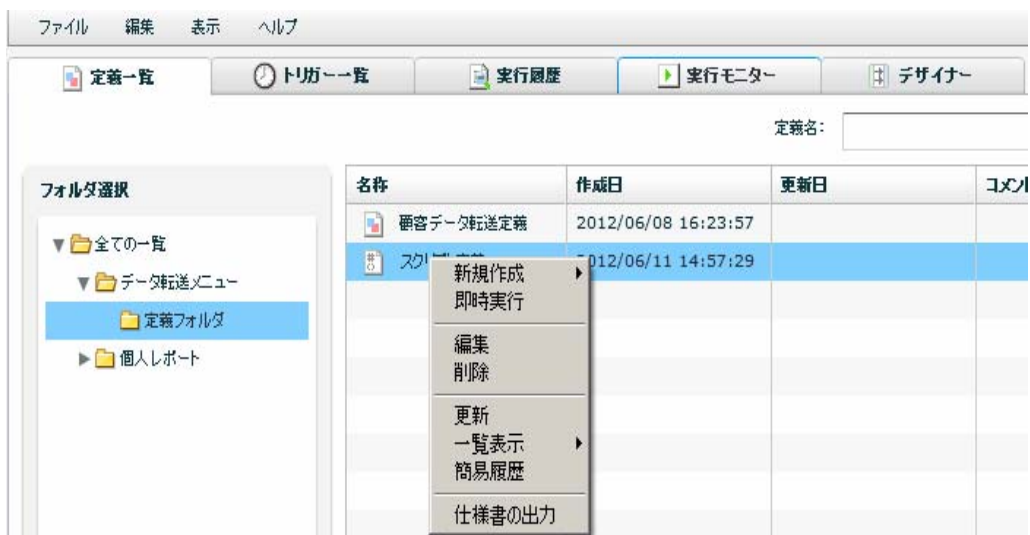 ファイル 編集 表示 ヘルプ
定義一覧 トリガー一覧 実行履歴 実行モニター デザイナー
定義名:
フォルダ選択
名称 作成日 更新日
全ての一覧
データ転送メニュー
定義フォルダ
個人レポート
顧客データ転送定義 2012/06/08 16:23:57
2012/06/11 14:57:29
新規作成
即時実行
編集
削除
更新
一覧表示
簡易履歴
仕様書の出力